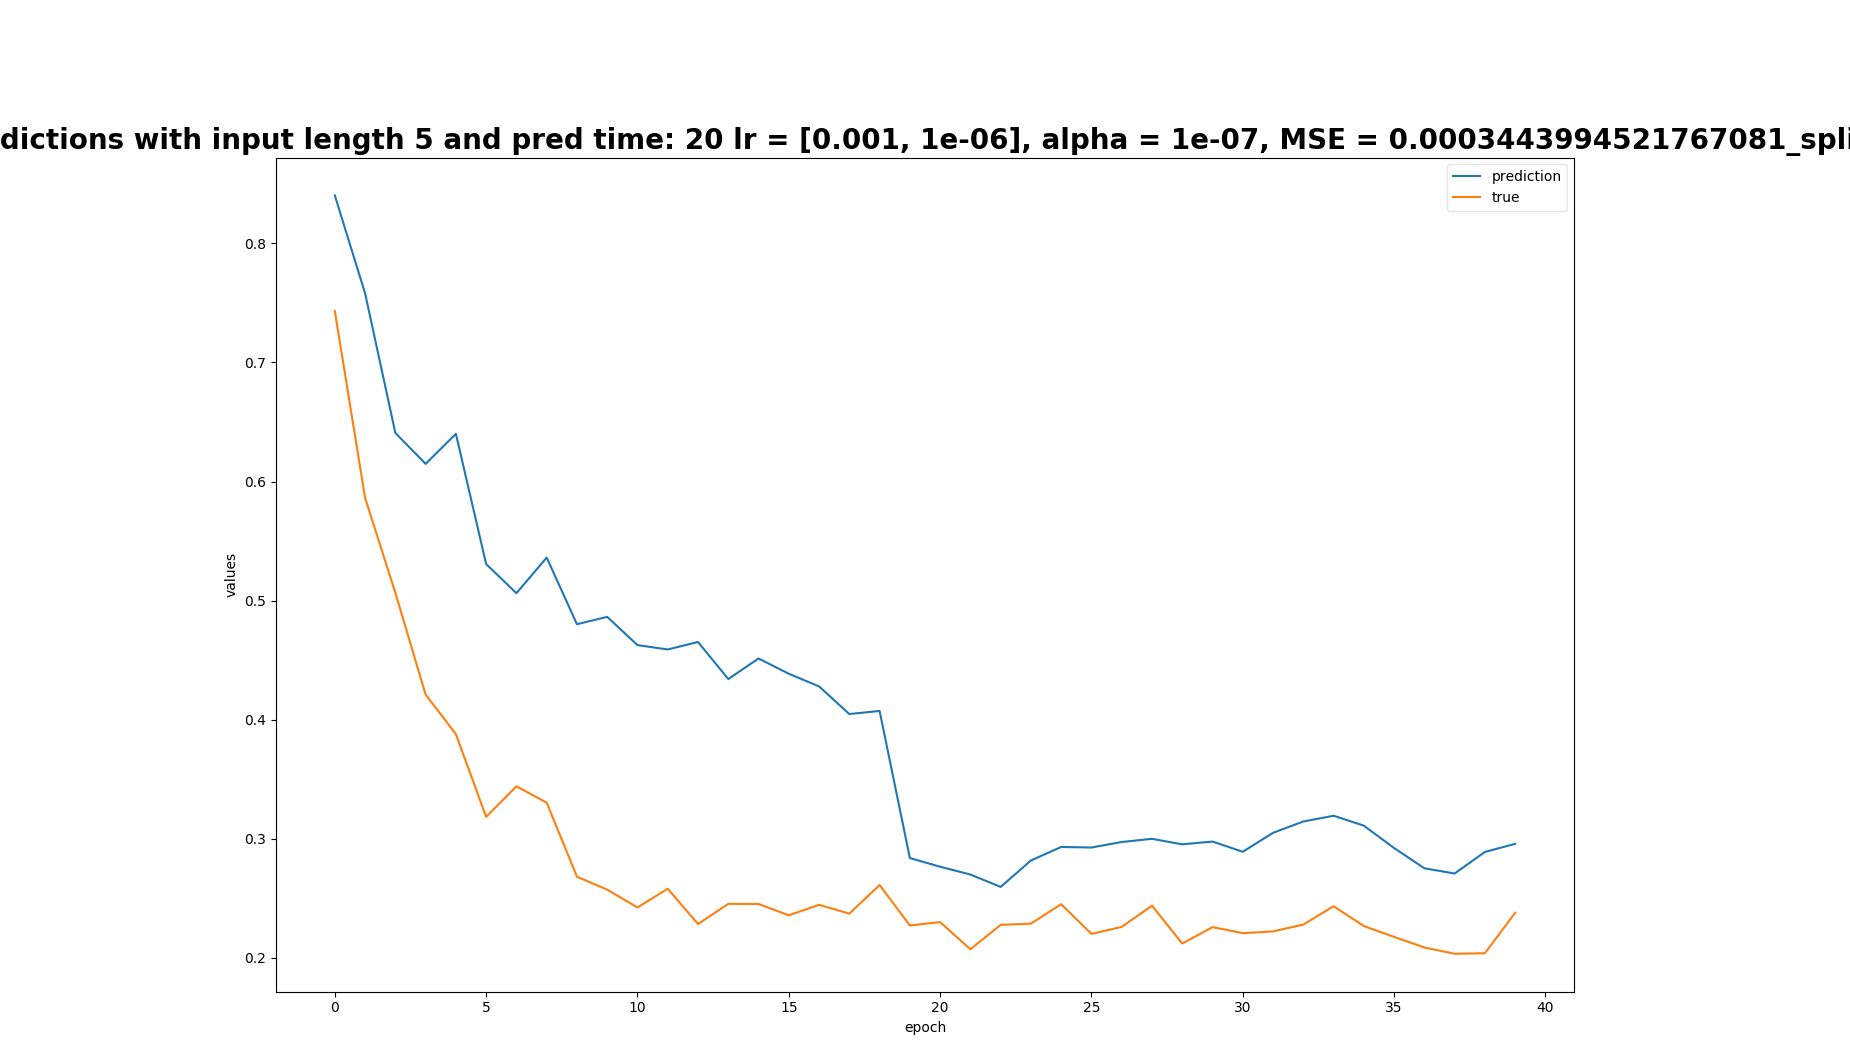 dictions with input length 5 and pred time: 20 lr = [0.001, 1e-06], alpha = 1e-07, MSE = 0.0003443994521767081_spli
prediction
true
0.8
0.7
0.6
0.5
0.4
0.3
0.2
values
0 5 10 15 20 25 30 35 40
epoch